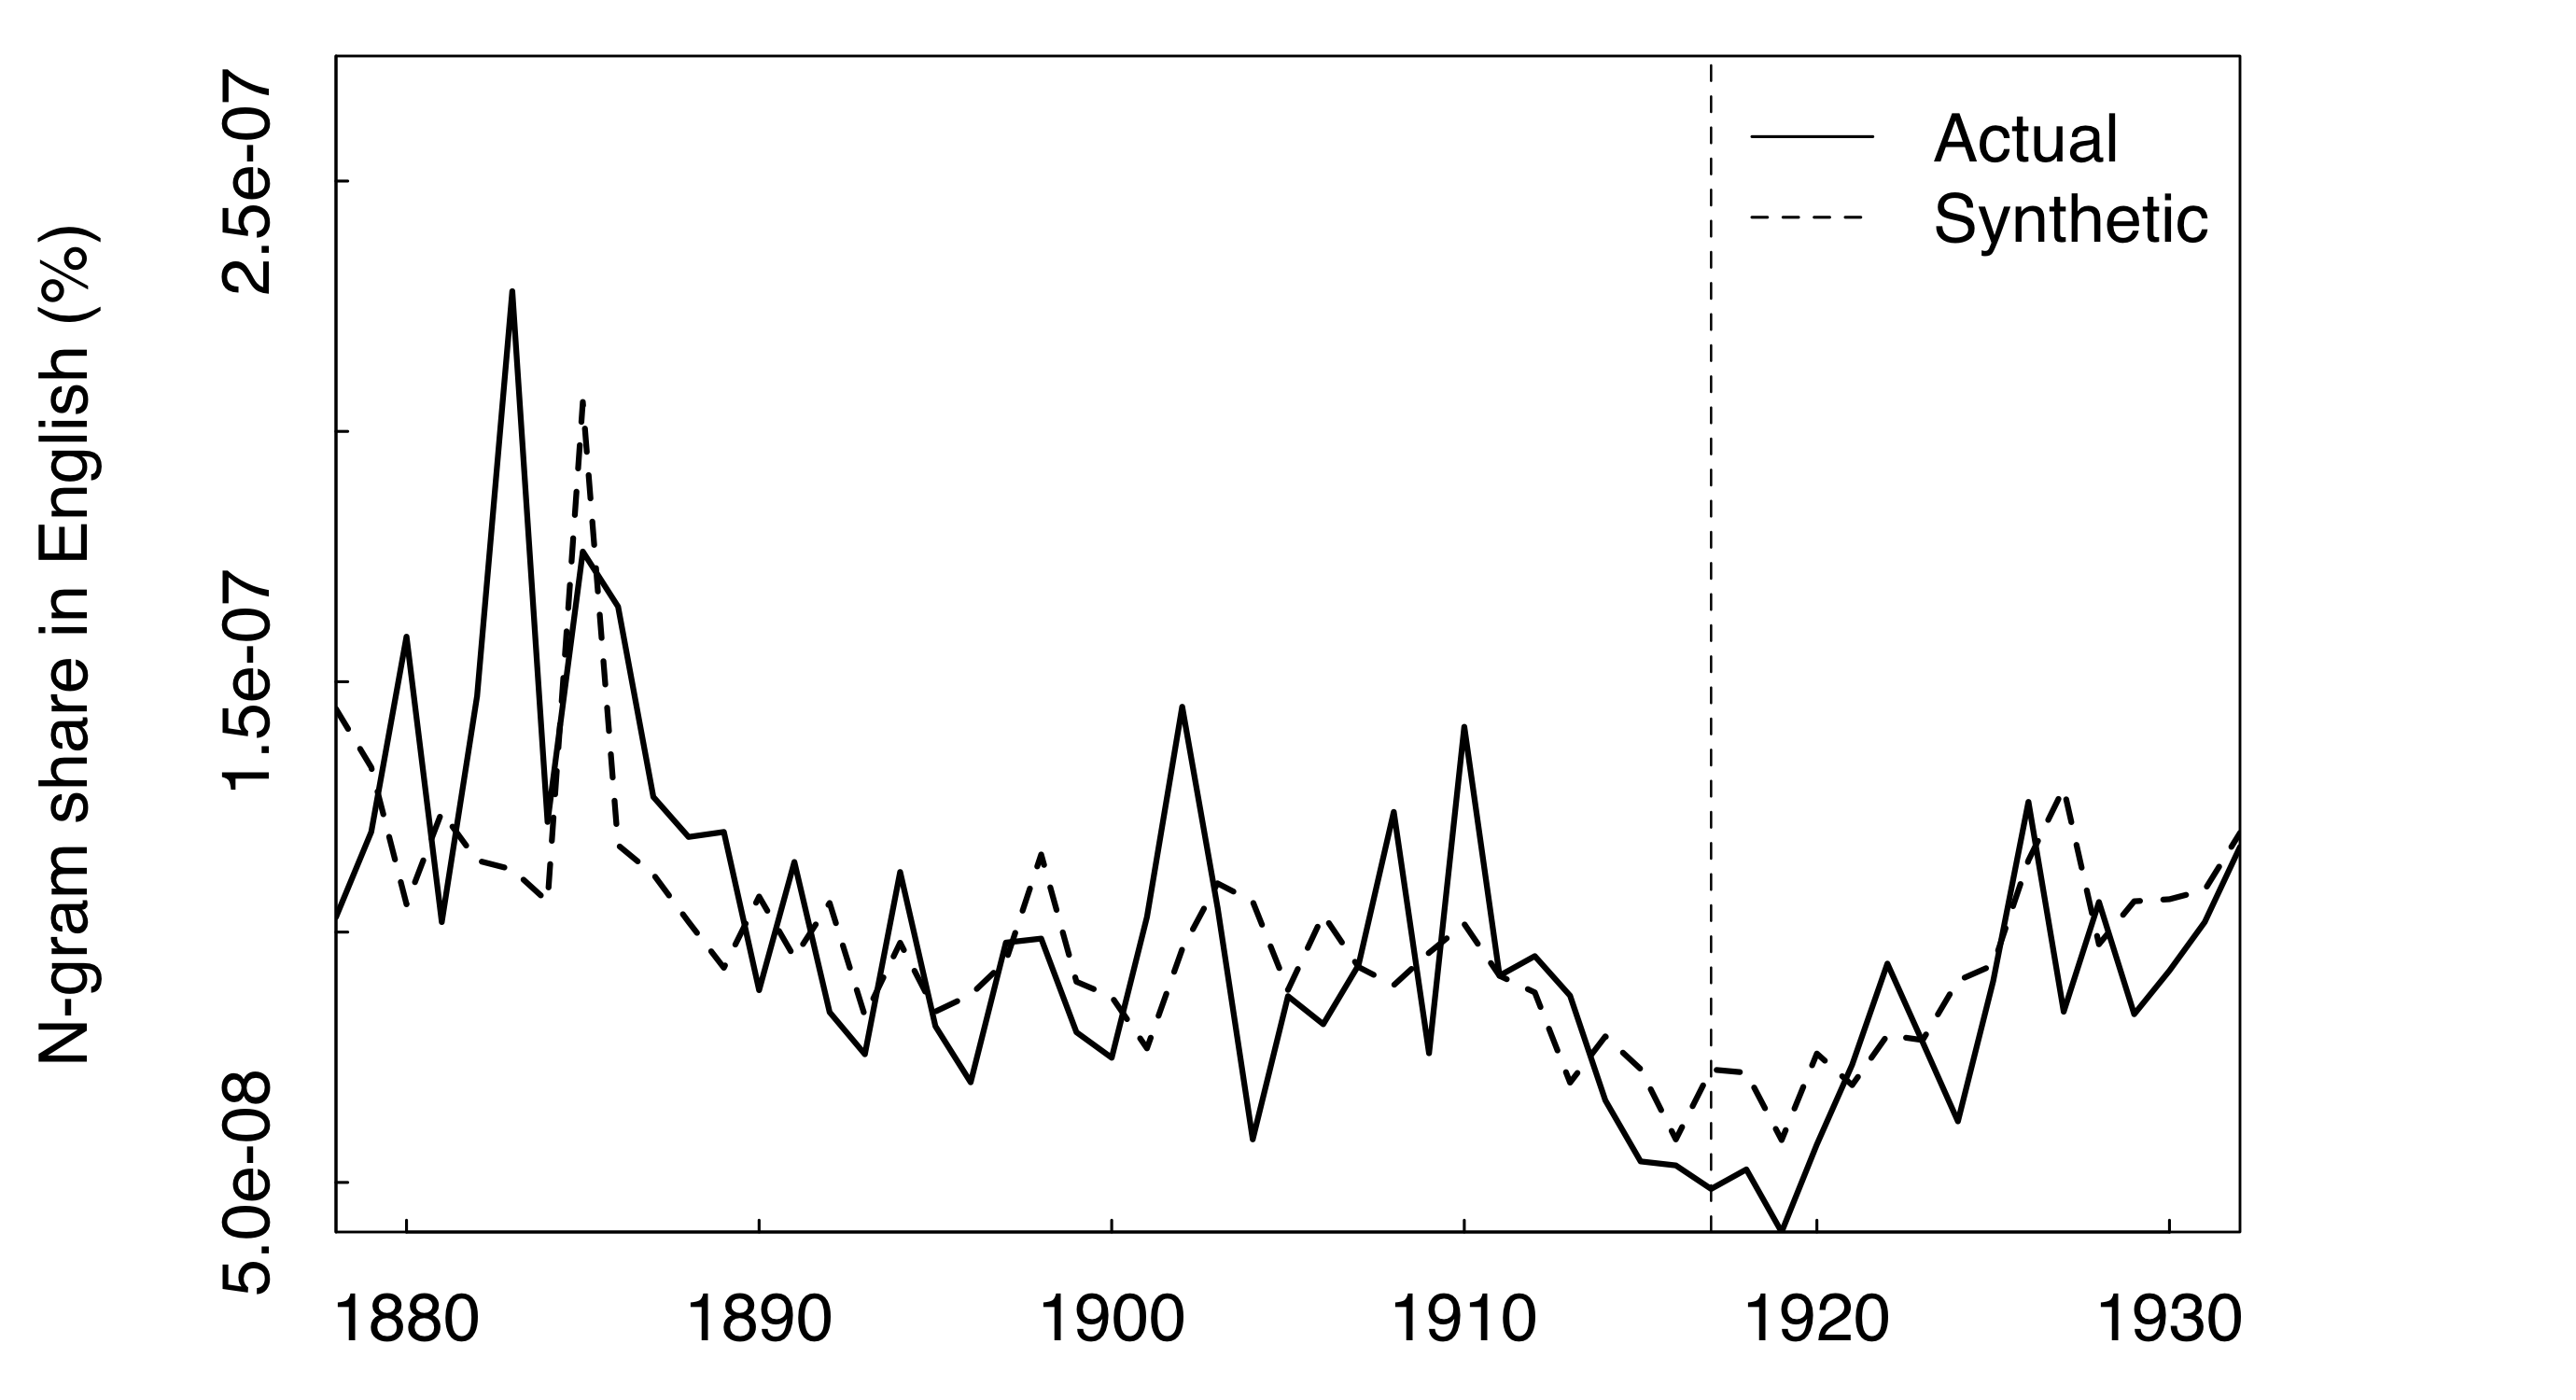 N-gram share in English (%)
2.5e-07
1.5e-07
5.0e-08
Actual
Synthetic
1880 1890 1900 1910 1920 1930